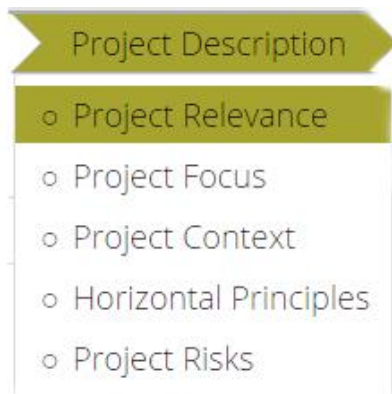 Project Description
○ Project Relevance
○ Project Focus
○ Project Context
○ Horizontal Principles
○ Project Risks